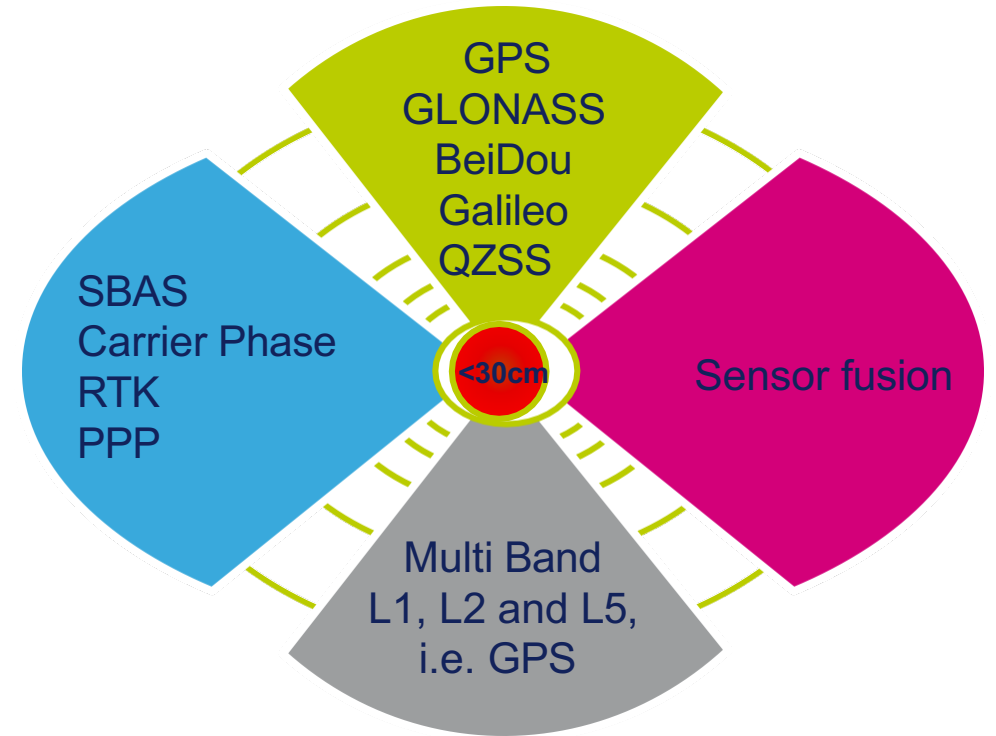 GPS
GLONASS
BeiDou
Galileo
QZSS
SBAS
Carrier Phase
RTK
PPP
<30cm
Sensor fusion
Multi Band
L1, L2 and L5,
i.e. GPS